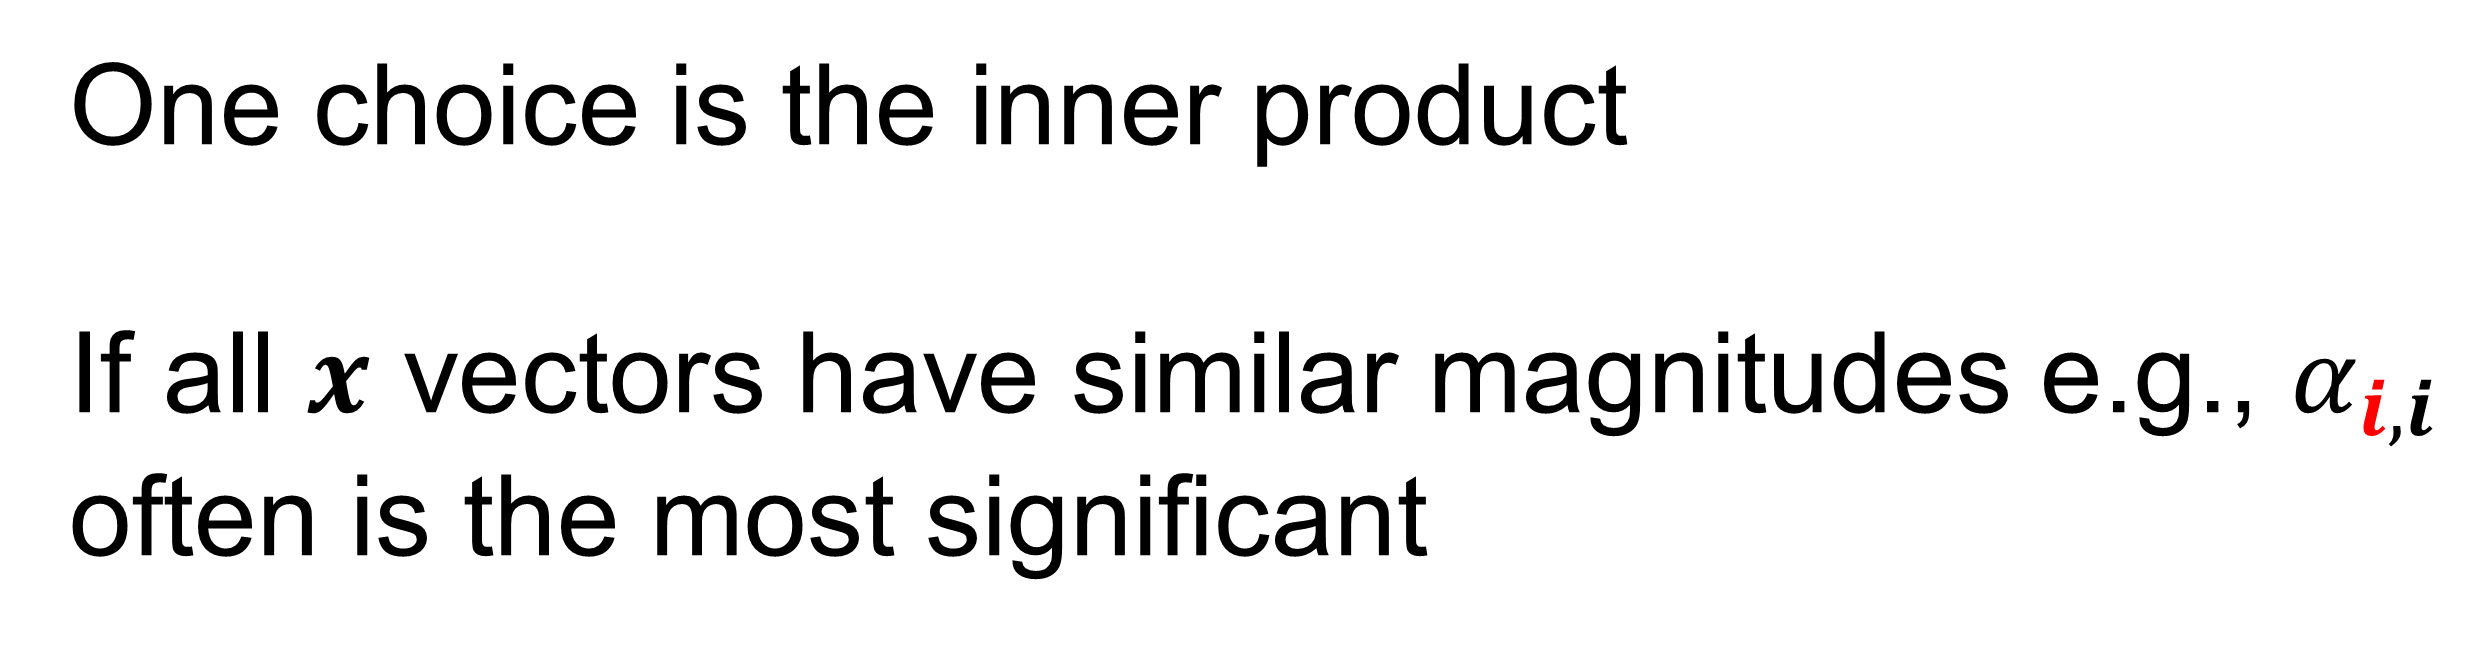 One choice is the inner product
If all 𝒙 vectors have similar magnitudes e.g., α𝒊,𝒊
often is the most significant